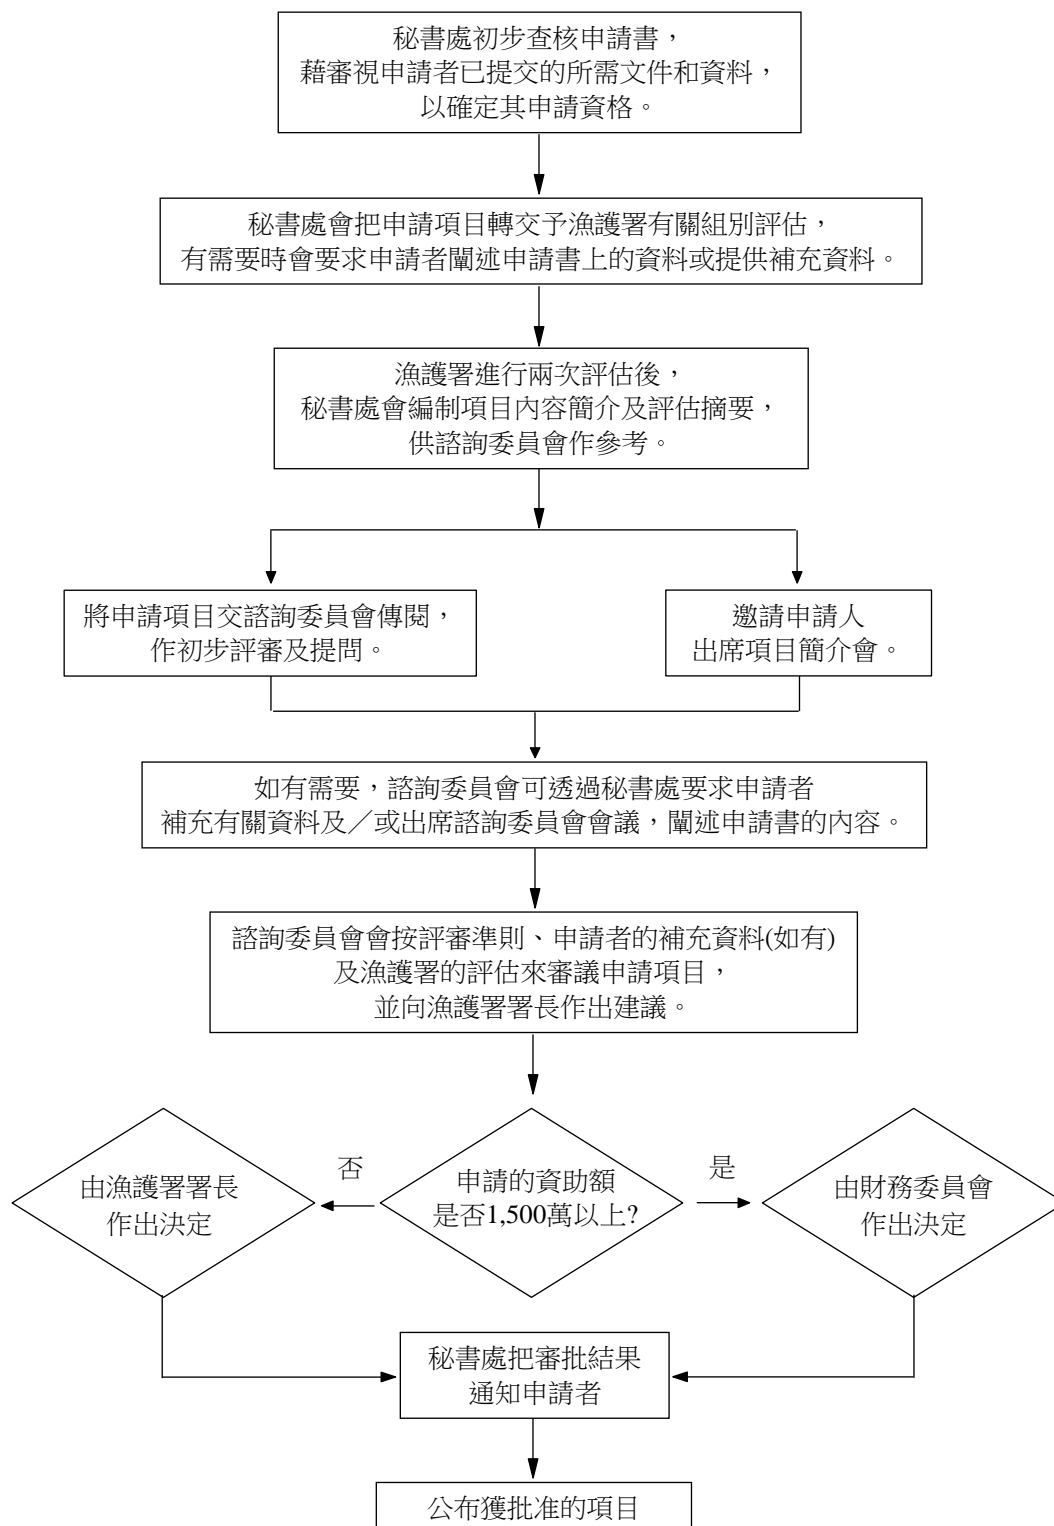 秘書處初步查核申請書，
藉審視申請者已提交的所需文件和資料，
以確定其申請資格。
秘書處會把申請項目轉交予漁護署有關組別評估，
有需要時會要求申請者闡述申請書上的資料或提供補充資料。
漁護署進行兩次評估後，
秘書處會編制項目內容簡介及評估摘要，
供諮詢委員會作參考。
將申請項目交諮詢委員會傳閱，
作初步評審及提問。
邀請申請人
出席項目簡介會。
如有需要，諮詢委員會可透過秘書處要求申請者
補充有關資料及／或出席諮詢委員會會議，闡述申請書的內容。
諮詢委員會會按評審準則、申請者的補充資料(如有)
及漁護署的評估來審議申請項目，
並向漁護署署長作出建議。
由漁護署署長
作出決定
否
申請的資助額
是否1,500萬以上?
是
由財務委員會
作出決定
秘書處把審批結果
通知申請者
公布獲批准的項目